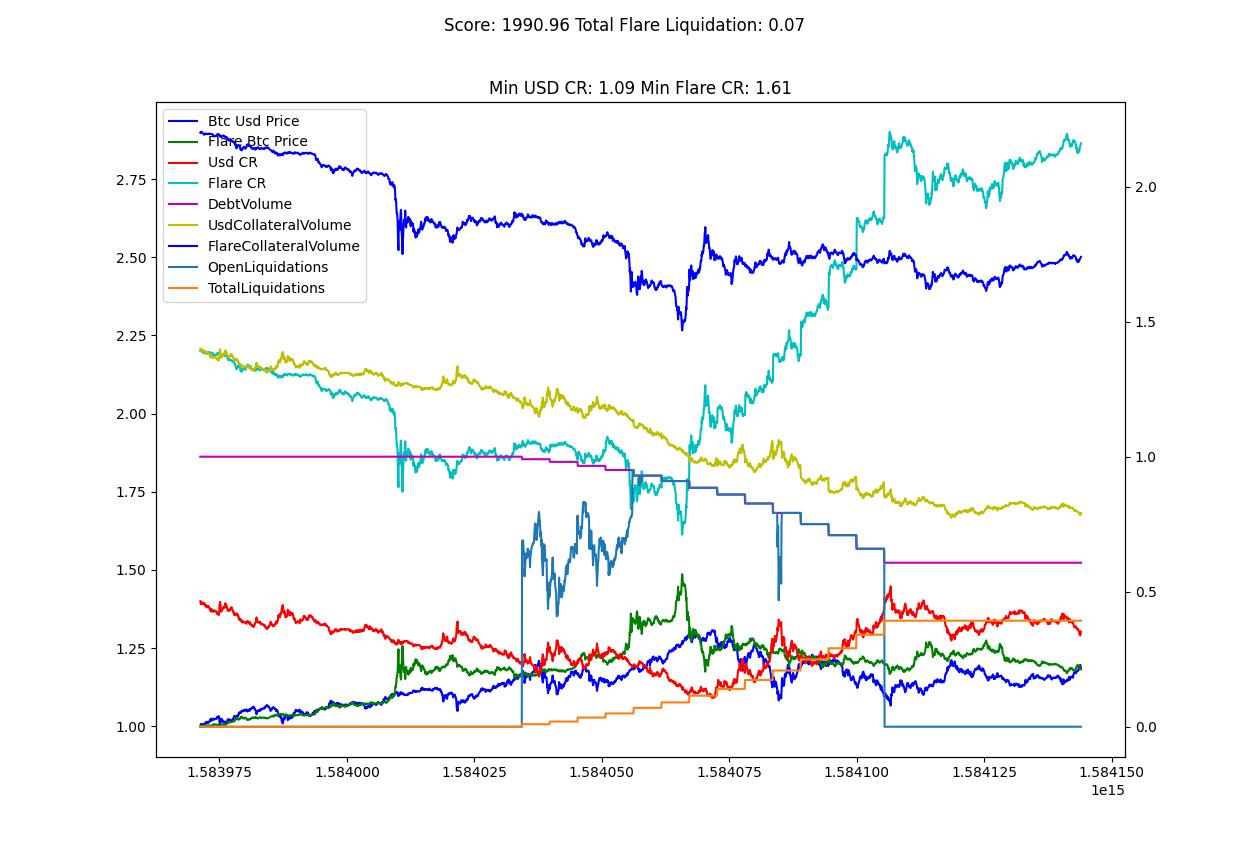 Score: 1990.96 Total Flare Liquidation: 0.07
Min USD CR: 1.09 Min Flare CR: 1.61
Btc Usd Price
Flare Btc Price
Usd CR
Flare CR
DebtVolume
UsdCollateralVolume
FlareCollateralVolume
OpenLiquidations
TotalLiquidations
2.75
2.50
2.25
2.00
1.75
1.50
1.25
1.00
2.0
1.5
1.0
0.5
0.0
1.583975
1.584000
1.584025
1.584050
1.584075
1.584100
1.584125
1.584150
1e15